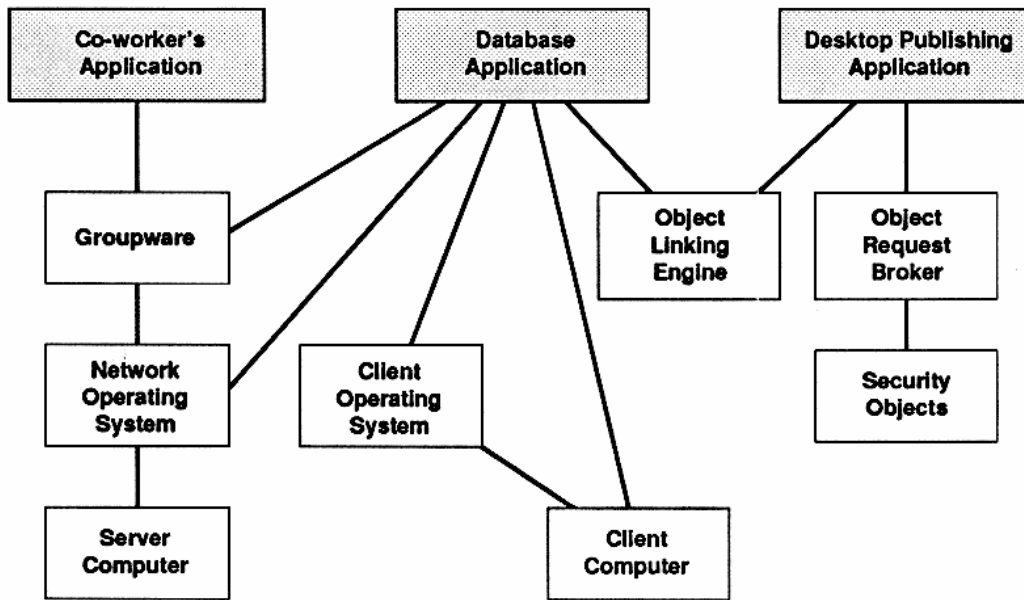 Co-worker's
Application
Database
Application
Desktop Publishing
Application
Groupware
Object
Linking
Engine
Object
Request
Broker
Network
Operating
System
Client
Operating
System
Security
Objects
Server
Computer
Client
Computer